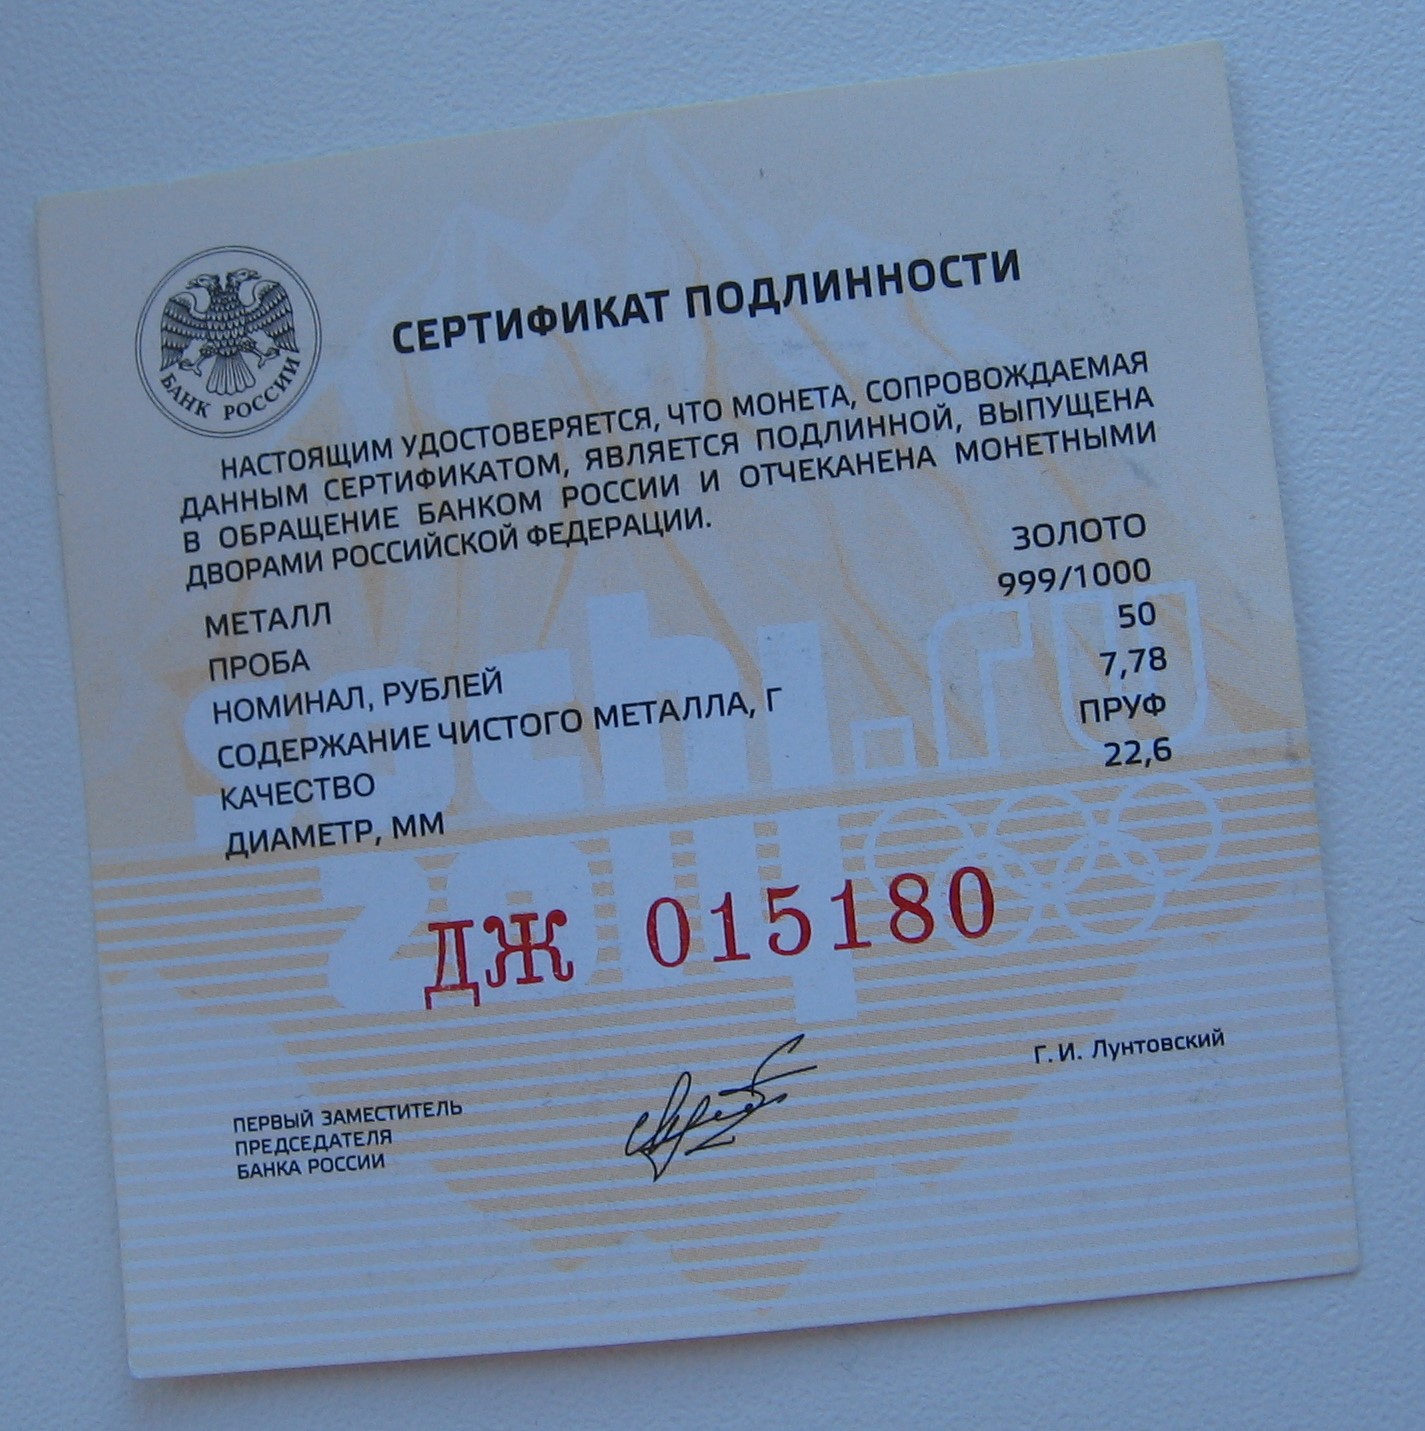 БАНК РОССИИ
СЕРТИФИКАТ ПОДЛИННОСТИ
НАСТОЯЩИМ УДОСТОВЕРЯЕТСЯ, ЧТО МОНЕТА, СОПРОВОЖДАЕМАЯ
ДАННЫМ СЕРТИФИКАТОМ, ЯВЛЯЕТСЯ ПОДЛИННОЙ, ВЫПУЩЕНА
В ОБРАЩЕНИЕ БАНКОМ РОССИИ И ОТЧЕКАНЕНА МОНЕТНЫМИ
ДВОРАМИ РОССИЙСКОЙ ФЕДЕРАЦИИ.
МЕТАЛЛ ЗОЛОТО
ПРОБА 999/1000
НОМИНАЛ, РУБЛЕЙ 50
СОДЕРЖАНИЕ ЧИСТОГО МЕТАЛЛА, Г 7,78
КАЧЕСТВО ПРУФ
ДИАМЕТР, ММ 22,6
sochi.ru
2014
ДЖ 015180
ПЕРВЫЙ ЗАМЕСТИТЕЛЬ
ПРЕДСЕДАТЕЛЯ
БАНКА РОССИИ
Г. И. Лунтовский